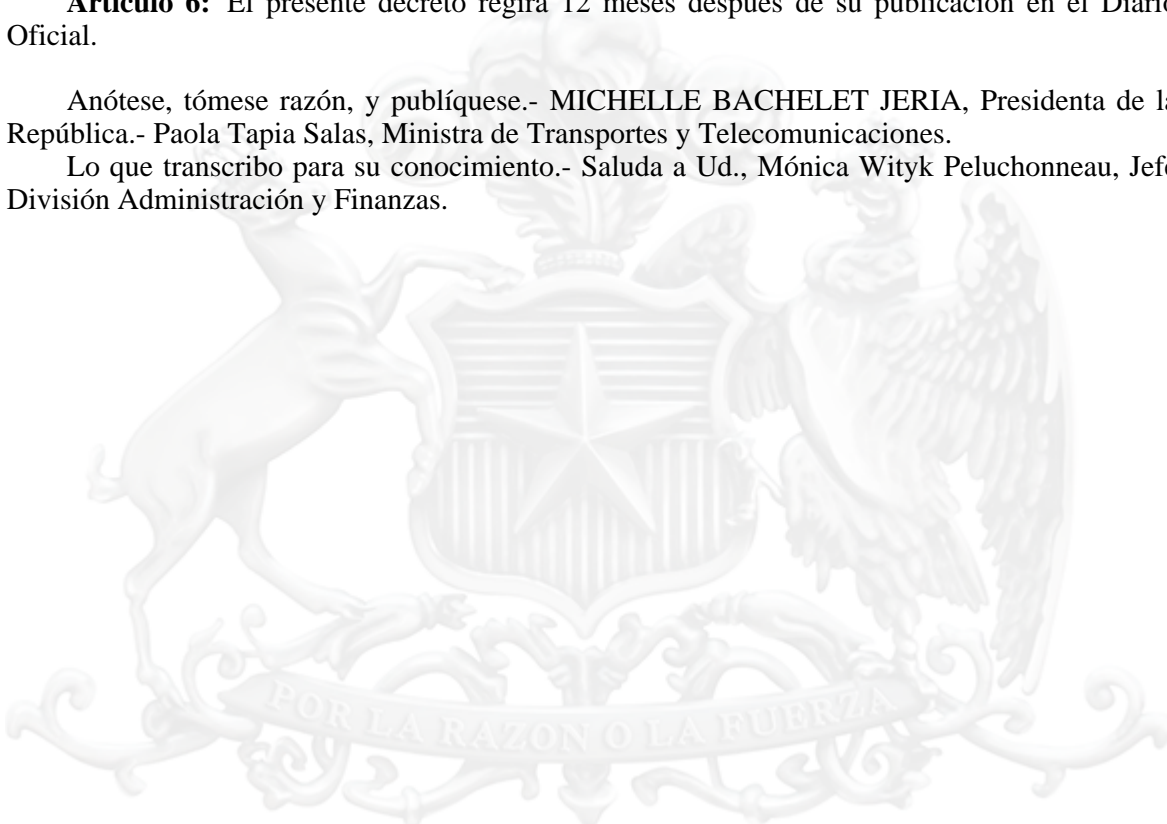 Artículo 6: El presente decreto regirá 12 meses después de su publicación en el Diario
Oficial.
Anótese, tómese razón, y publíquese.- MICHELLE BACHELET JERIA, Presidenta de la
República.- Paola Tapia Salas, Ministra de Transportes y Telecomunicaciones.
Lo que transcribo para su conocimiento.- Saluda a Ud., Mónica Wityk Peluchonneau, Jefe
División Administración y Finanzas.
POR LA RAZON O LA FUERZA